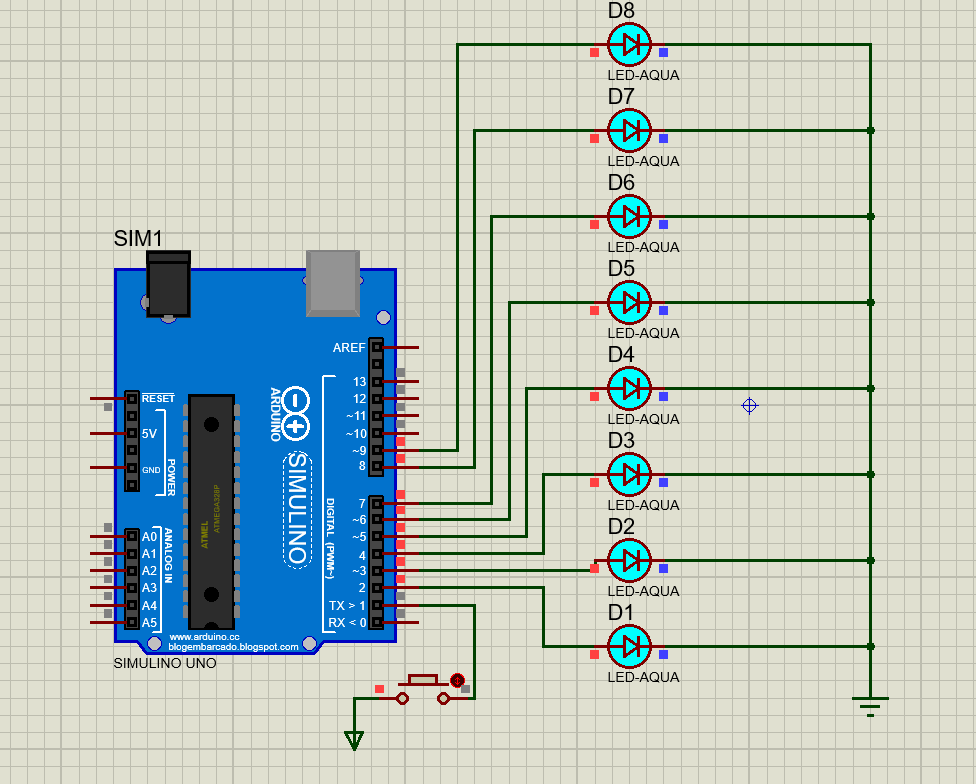 D8
LED-AQUA
D7
LED-AQUA
D6
LED-AQUA
D5
LED-AQUA
D4
LED-AQUA
D3
LED-AQUA
D2
LED-AQUA
D1
LED-AQUA
SIM1
AREF
13
12
~11
~10
~9
8
7
~6
~5
4
~3
2
TX > 1
RX < 0
RESET
5V
GND
POWER
A0
A1
A2
A3
A4
A5
ANALOG IN
ATMEL
ATMEGA328P
ARDUINO
SIMULINO
DIGITAL (PWM~)
www.arduino.cc
blogembarcado.blogspot.com
SIMULINO UNO